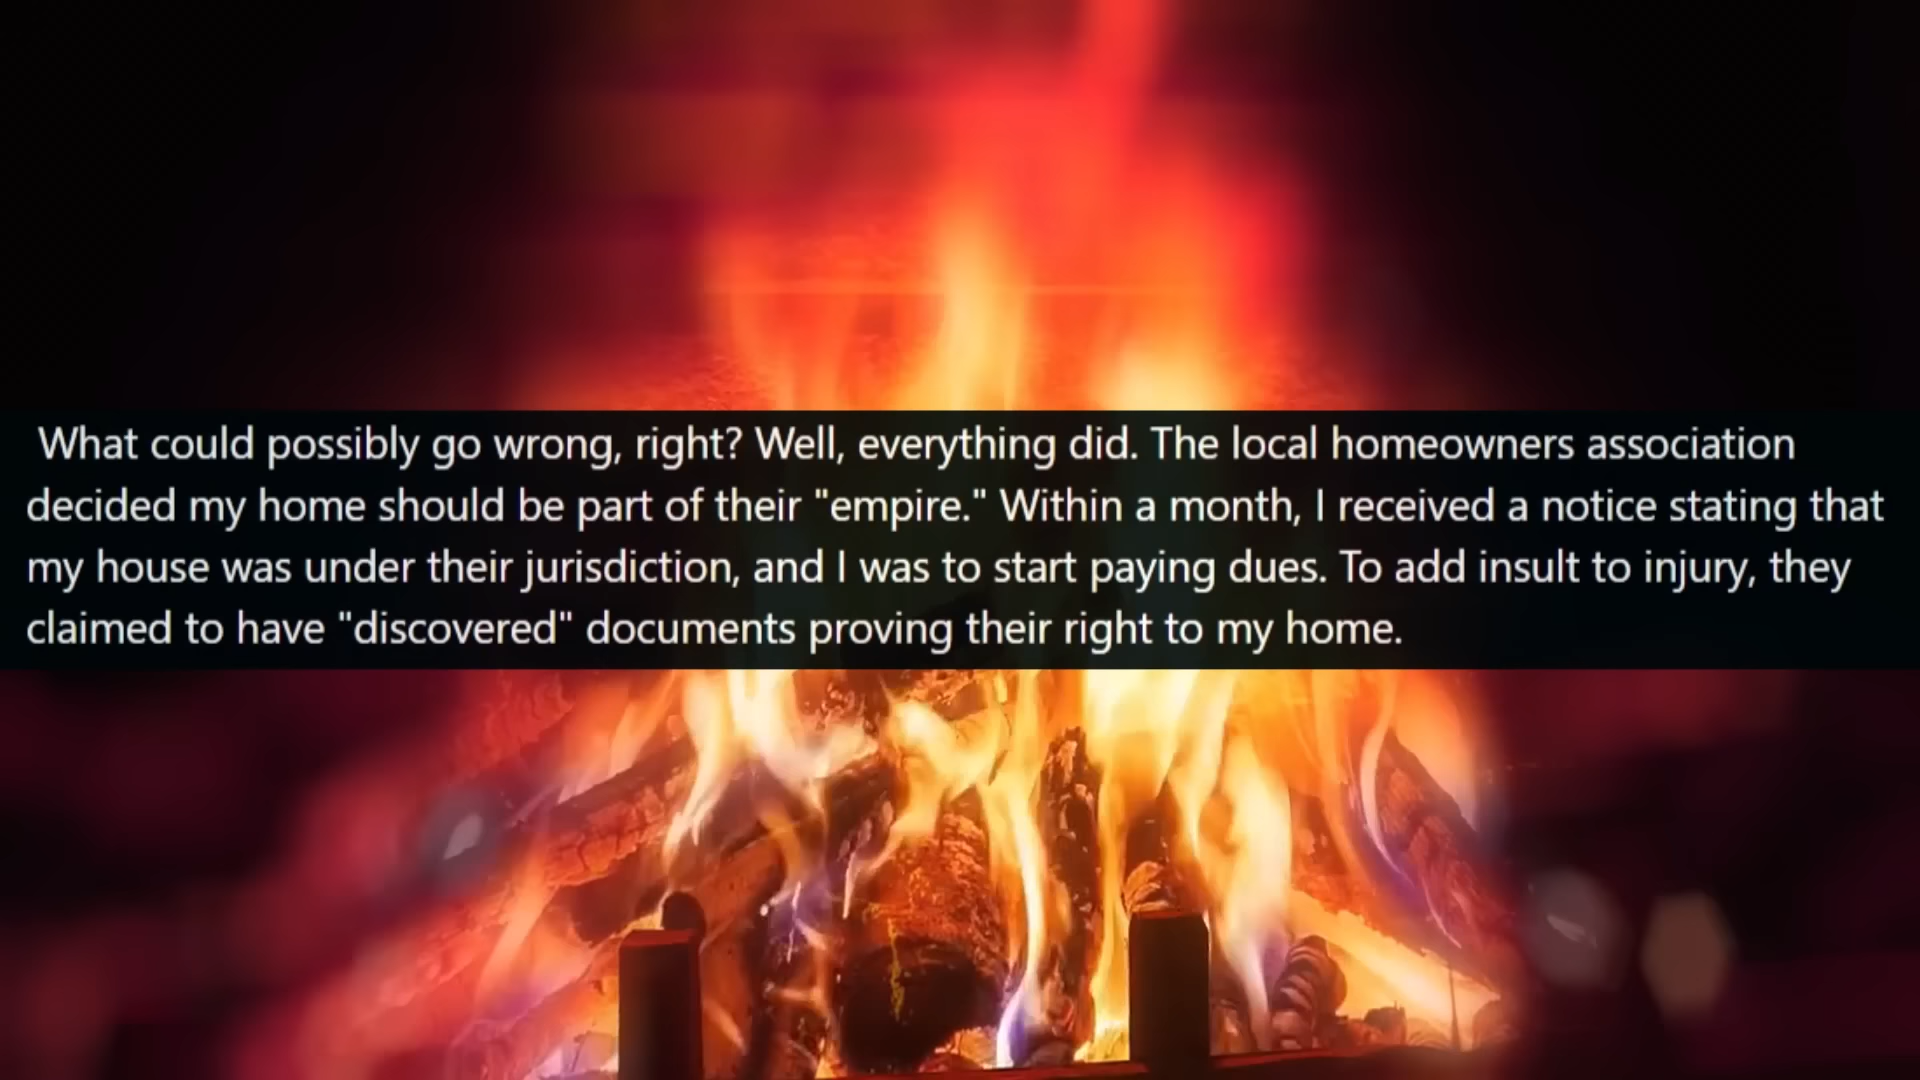 What could possibly go wrong, right? Well, everything did. The local homeowners association
decided my home should be part of their "empire." Within a month, I received a notice stating that
my house was under their jurisdiction, and I was to start paying dues. To add insult to injury, they
claimed to have "discovered" documents proving their right to my home.